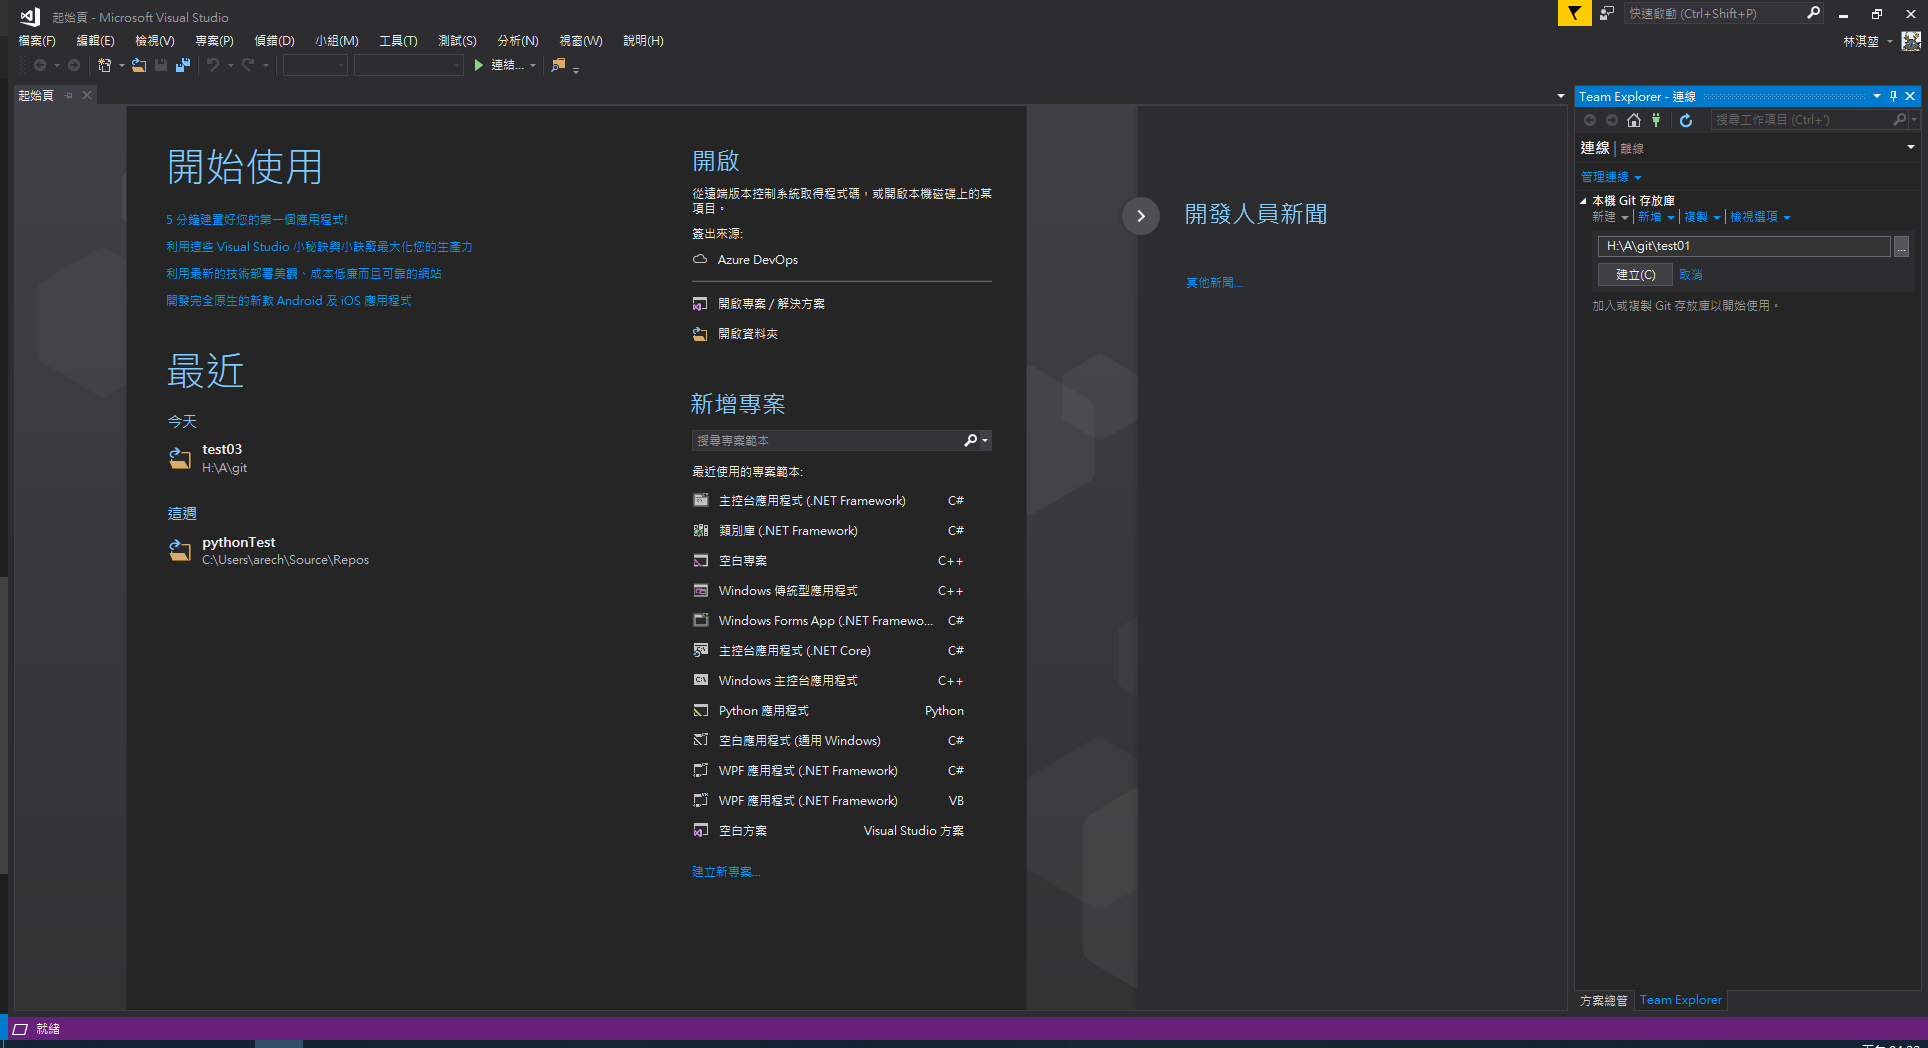 起始頁 - Microsoft Visual Studio
快速啟動 (Ctrl+Shift+P)
檔案(F) 編輯(E) 檢視(V) 專案(P) 偵錯(D) 小組(M) 工具(T) 測試(S) 分析(N) 視窗(W) 說明(H)
林淇堃
連結...
起始頁
開始使用
5 分鐘建置好您的第一個應用程式!
利用這些 Visual Studio 小秘訣與小訣竅最大化您的生產力
利用最新的技術部署美觀、成本低廉而且可靠的網站
開發完全原生的新款 Android 及 iOS 應用程式
最近
今天
test03
H:\A\git
這週
pythonTest
C:\Users\arech\Source\Repos
開啟
從遠端版本控制系統取得程式碼，或開啟本機磁碟上的某
項目。
簽出來源:
Azure DevOps
開啟專案 / 解決方案
開啟資料夾
新增專案
搜尋專案範本
最近使用的專案範本:
主控台應用程式 (.NET Framework) C#
類別庫 (.NET Framework) C#
空白專案 C++
Windows 傳統型應用程式 C++
Windows Forms App (.NET Framewo... C#
主控台應用程式 (.NET Core) C#
Windows 主控台應用程式 C++
Python 應用程式 Python
空白應用程式 (通用 Windows) C#
WPF 應用程式 (.NET Framework) C#
WPF 應用程式 (.NET Framework) VB
空白方案 Visual Studio 方案
建立新專案...
開發人員新聞
其他新聞...
Team Explorer - 連線
搜尋工作項目 (Ctrl+')
連線 | 離線
管理連線
本機 Git 存放庫
新建 | 新增 | 複製 | 檢視選項
H:\A\git\test01
...
建立(C) 取消
加入或複製 Git 存放庫以開始使用。
方案總管 Team Explorer
就緒